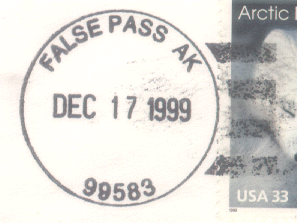 FALSE PASS AK
DEC 17 1999
99583
Arctic
USA 33